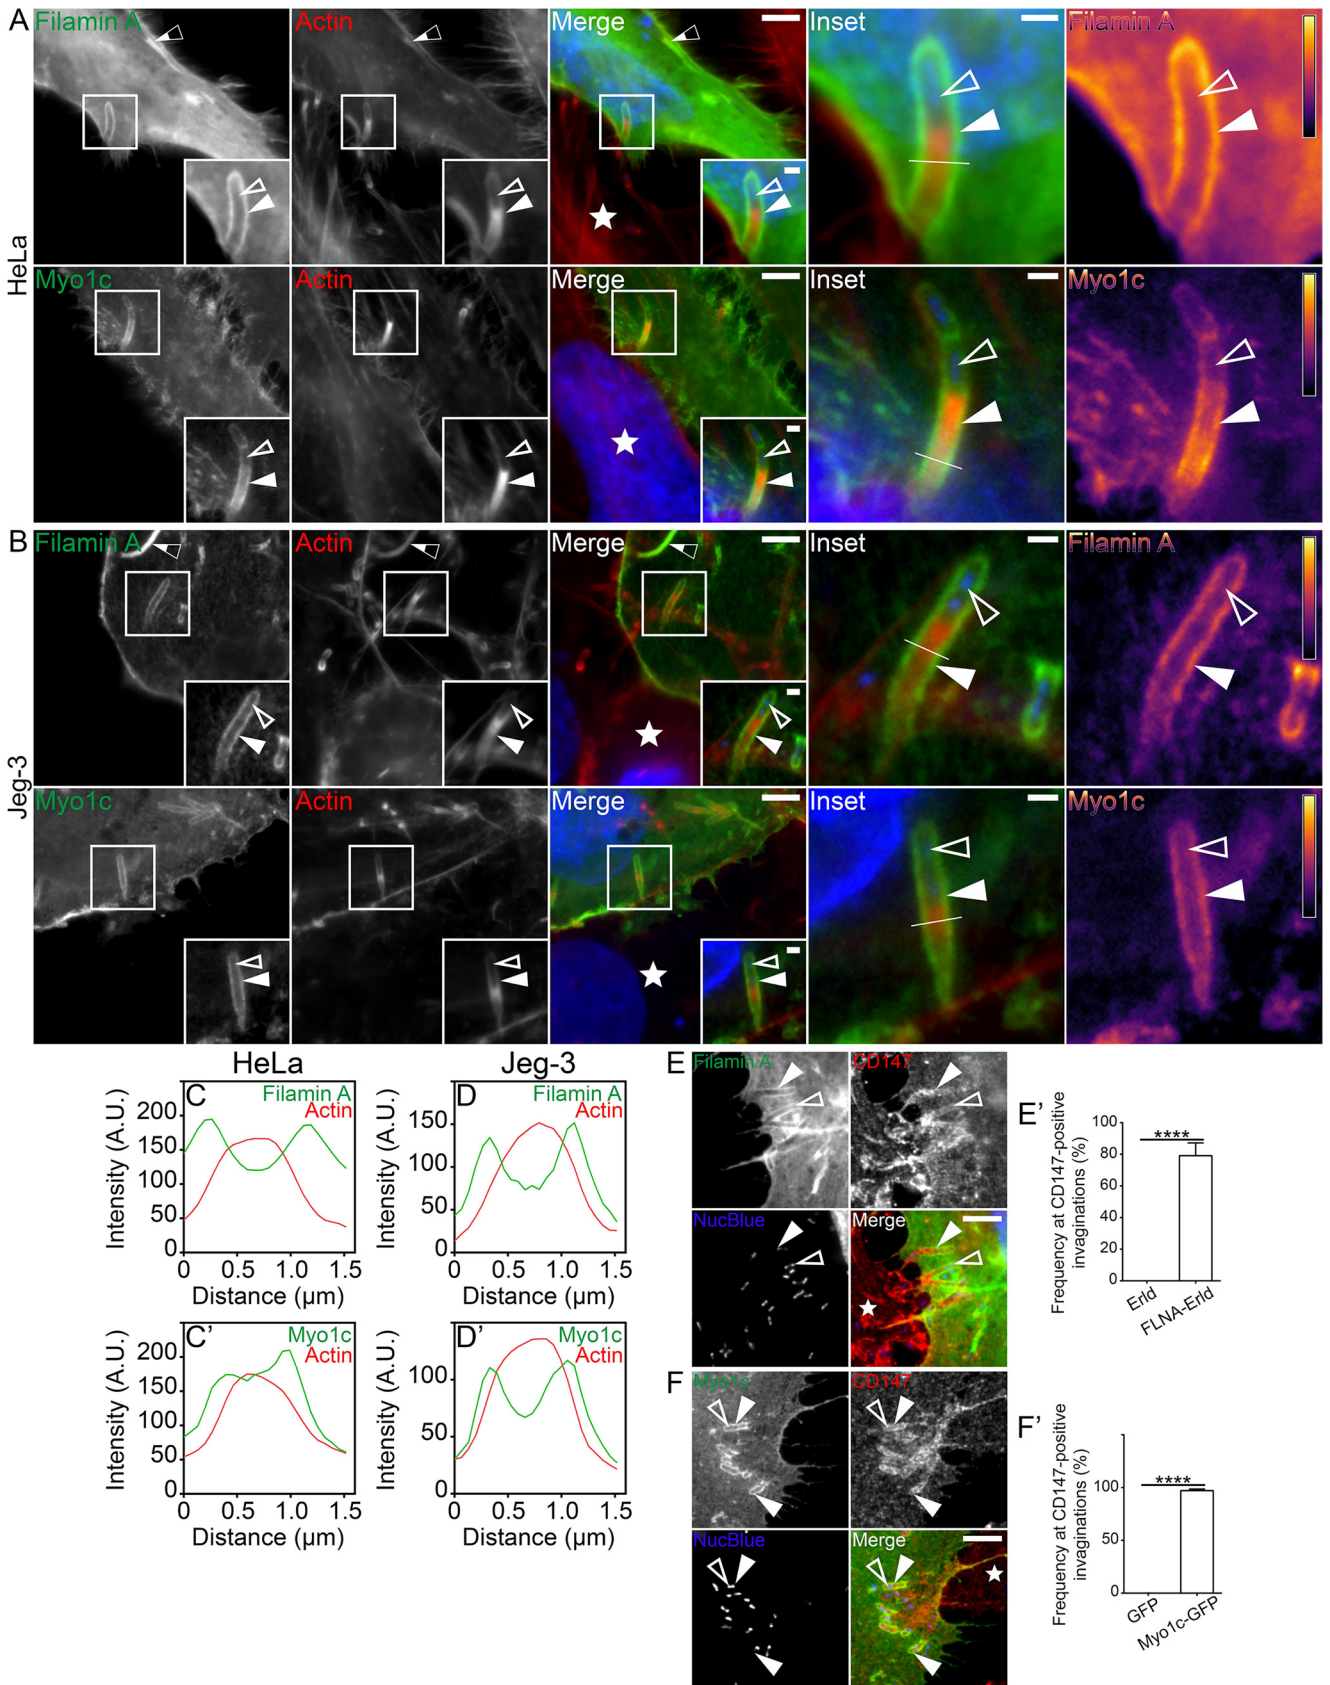 A
Filamin A
Actin
Merge
Inset
Filamin A
HeLa
Myo1c
Actin
Merge
Inset
Myo1c
B
Filamin A
Actin
Merge
Inset
Filamin A
Jeg-3
Myo1c
Actin
Merge
Inset
Myo1c
HeLa
Jeg-3
C
Filamin A
Actin
Intensity (A.U.)
200
150
100
50
0
0
0.5
1.0
1.5
Distance (µm)
D
Filamin A
Actin
Intensity (A.U.)
150
100
50
0
0
0.5
1.0
1.5
Distance (µm)
C’
Myo1c
Actin
Intensity (A.U.)
200
150
100
50
0
0
0.5
1.0
1.5
Distance (µm)
D’
Myo1c
Actin
Intensity (A.U.)
100
50
0
0
0.5
1.0
1.5
Distance (µm)
E
Filamin A
CD147
NucBlue
Merge
E’
Frequency at CD147-positive
invaginations (%)
100
80
60
40
20
0
****
Erld
FLNA-Erld
F
Myo1c
CD147
NucBlue
Merge
F’
Frequency at CD147-positive
invaginations (%)
100
50
0
****
GFP
Myo1c-GFP